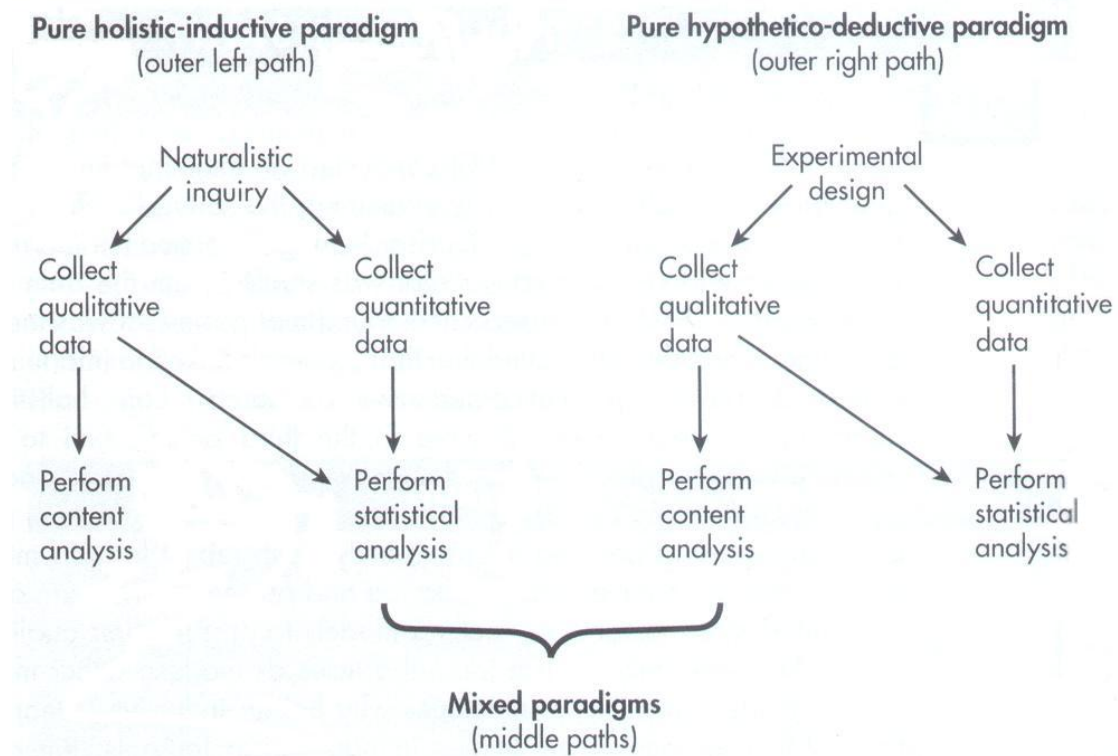 Pure holistic-inductive paradigm
(outer left path)
Pure hypothetico-deductive paradigm
(outer right path)
Naturalistic
inquiry
Experimental
design
Collect
qualitative
data
Collect
quantitative
data
Collect
qualitative
data
Collect
quantitative
data
Perform
content
analysis
Perform
statistical
analysis
Perform
content
analysis
Perform
statistical
analysis
Mixed paradigms
(middle paths)